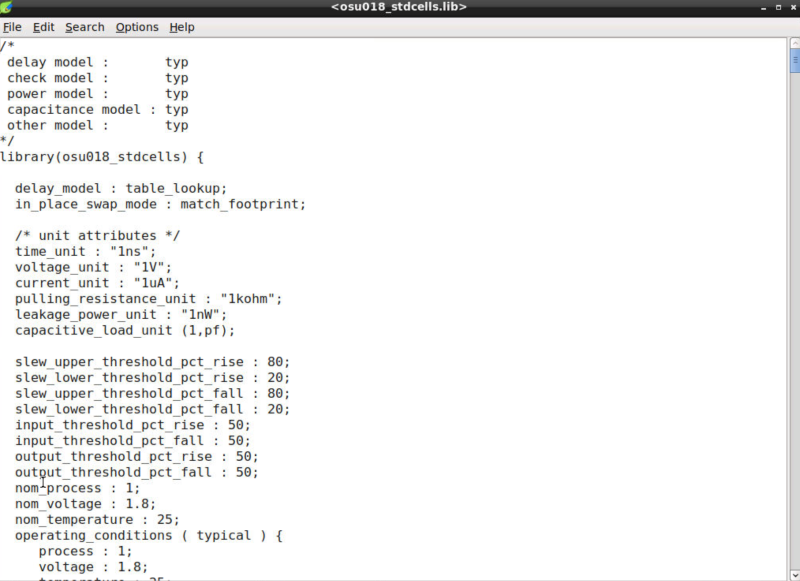 <osu018_stdcells.lib>
File Edit Search Options Help
/*
 delay model :       typ
 check model :       typ
 power model :       typ
 capacitance model : typ
 other model :       typ
*/
library(osu018_stdcells) {

  delay_model : table_lookup;
  in_place_swap_mode : match_footprint;

  /* unit attributes */
  time_unit : "1ns";
  voltage_unit : "1V";
  current_unit : "1uA";
  pulling_resistance_unit : "1kohm";
  leakage_power_unit : "1nW";
  capacitive_load_unit (1,pf);

  slew_upper_threshold_pct_rise : 80;
  slew_lower_threshold_pct_rise : 20;
  slew_upper_threshold_pct_fall : 80;
  slew_lower_threshold_pct_fall : 20;
  input_threshold_pct_rise : 50;
  input_threshold_pct_fall : 50;
  output_threshold_pct_rise : 50;
  output_threshold_pct_fall : 50;
  nom_process : 1;
  nom_voltage : 1.8;
  nom_temperature : 25;
  operating_conditions ( typical ) {
     process : 1;
     voltage : 1.8;
     temperature : 25;